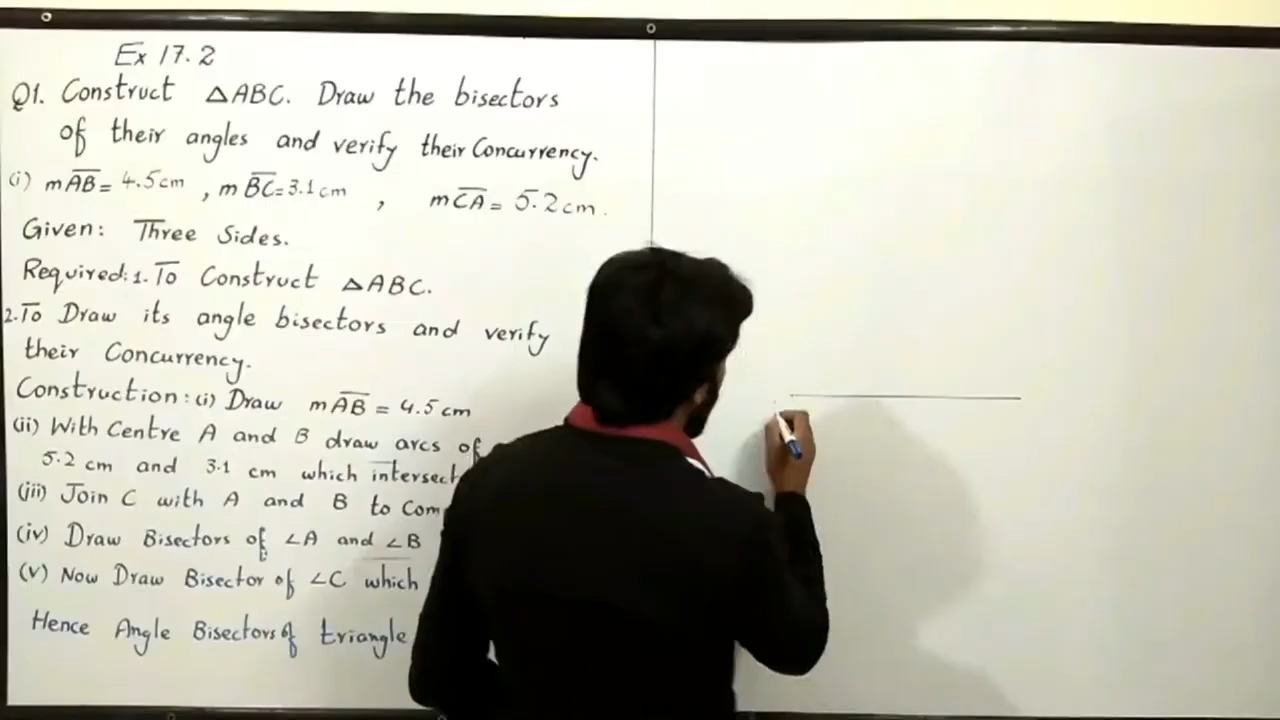 Ex 17.2
Q1. Construct △ABC. Draw the bisectors
of their angles and verify their Concurrency.
(i) mAB = 4.5cm , mBC = 3.1cm , mCA = 5.2cm.
Given: Three Sides.
Required: 1. To Construct △ABC.
2. To Draw its angle bisectors and verify
their Concurrency.
Construction: (i) Draw mAB = 4.5 cm
(ii) With Centre A and B draw arcs of
5.2 cm and 3.1 cm which intersect
(iii) Join C with A and B to Com
(iv) Draw Bisectors of ∠A and ∠B
(v) Now Draw Bisector of ∠C which
Hence Angle Bisectors of triangle